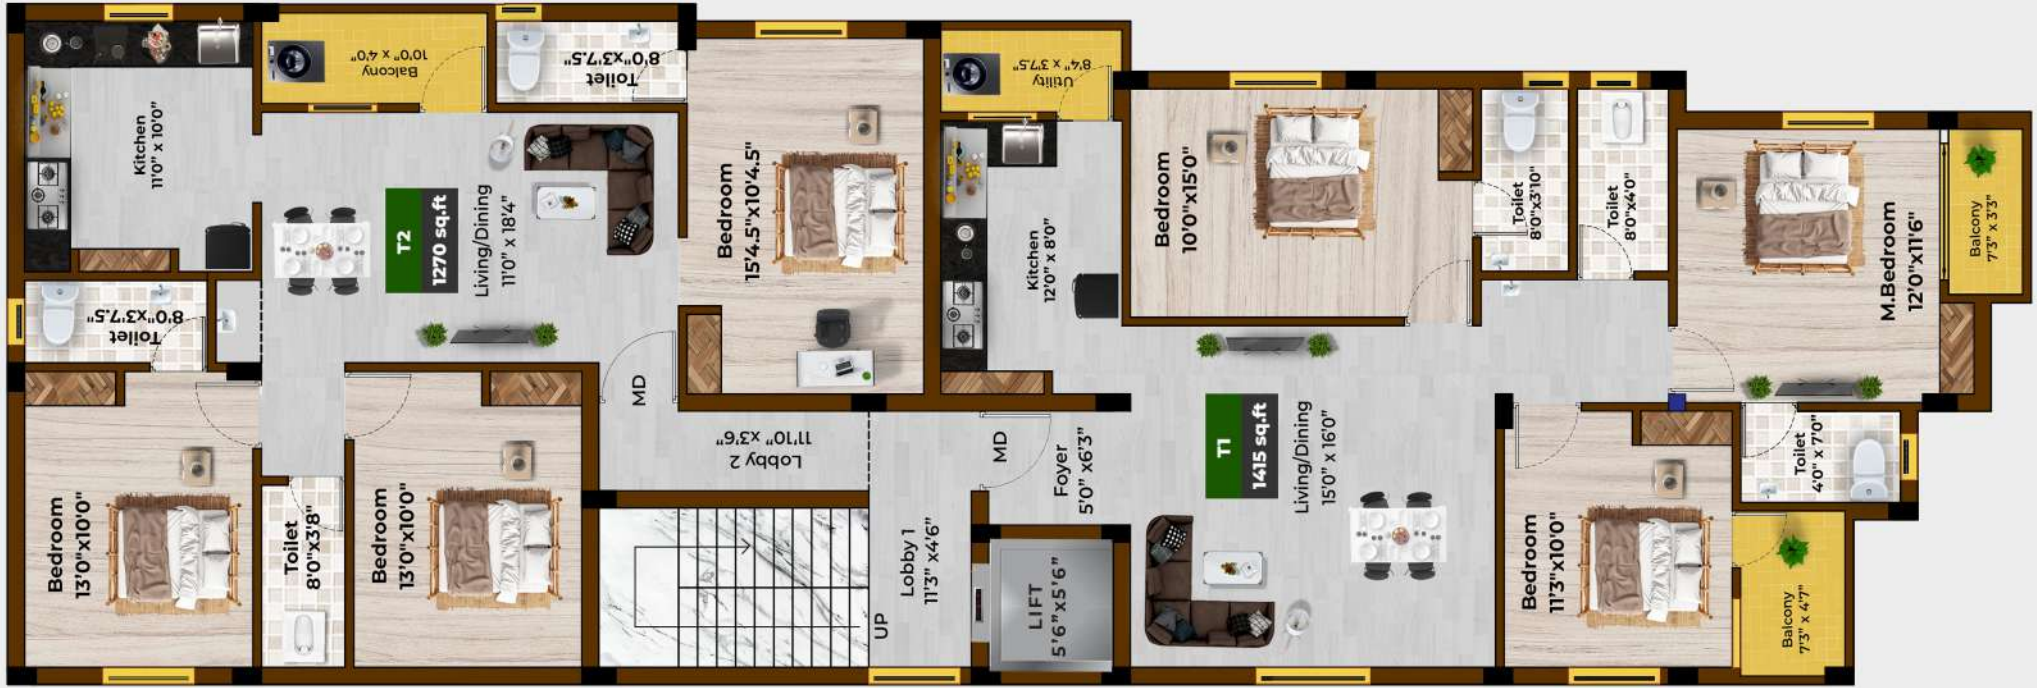 Kitchen
11'0" x 10'0"
Balcony
10'0" x 4'0"
Toilet
8'0"x3'7.5"
Bedroom
15'4.5"x10'4.5"
Utility
8'4" x 3'7.5"
T2
1270 sq.ft
Living/Dining
11'0" x 18'4"
Kitchen
12'0" x 8'0"
Bedroom
10'0"x15'0"
Toilet
8'0"x3'10"
Toilet
8'0"x4'0"
M.Bedroom
12'0"x11'6"
Balcony
7'3" x 3'3"
Toilet
8'0"x3'7.5"
MD
Lobby 2
11'10" x3'6"
MD
Foyer
5'0" x6'3"
T1
1415 sq.ft
Living/Dining
15'0" x 16'0"
Toilet
4'0" x 7'0"
Bedroom
13'0"x10'0"
Toilet
8'0"x3'8"
Bedroom
13'0"x10'0"
UP
Lobby 1
11'3" x4'6"
LIFT
5'6"x5'6"
Bedroom
11'3"x10'0"
Balcony
7'3" x 4'7"